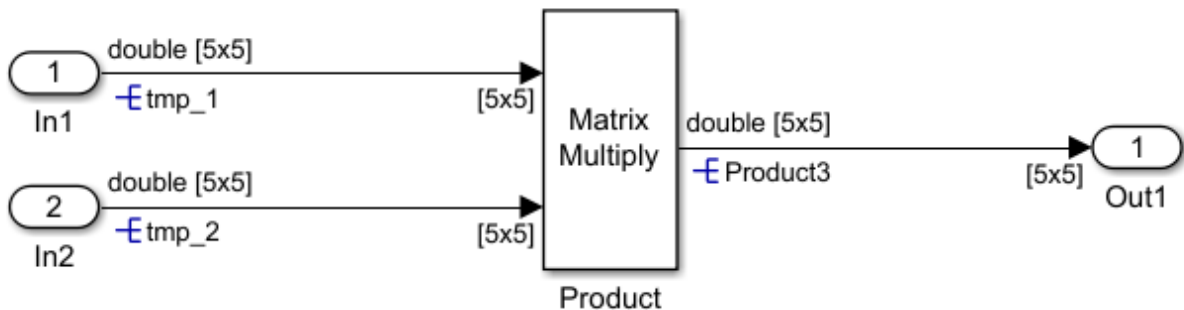 double [5x5]
1
tmp_1
[5x5]
In1
double [5x5]
2
tmp_2
[5x5]
In2
Matrix
Multiply
Product
double [5x5]
Product3
[5x5]
1
Out1